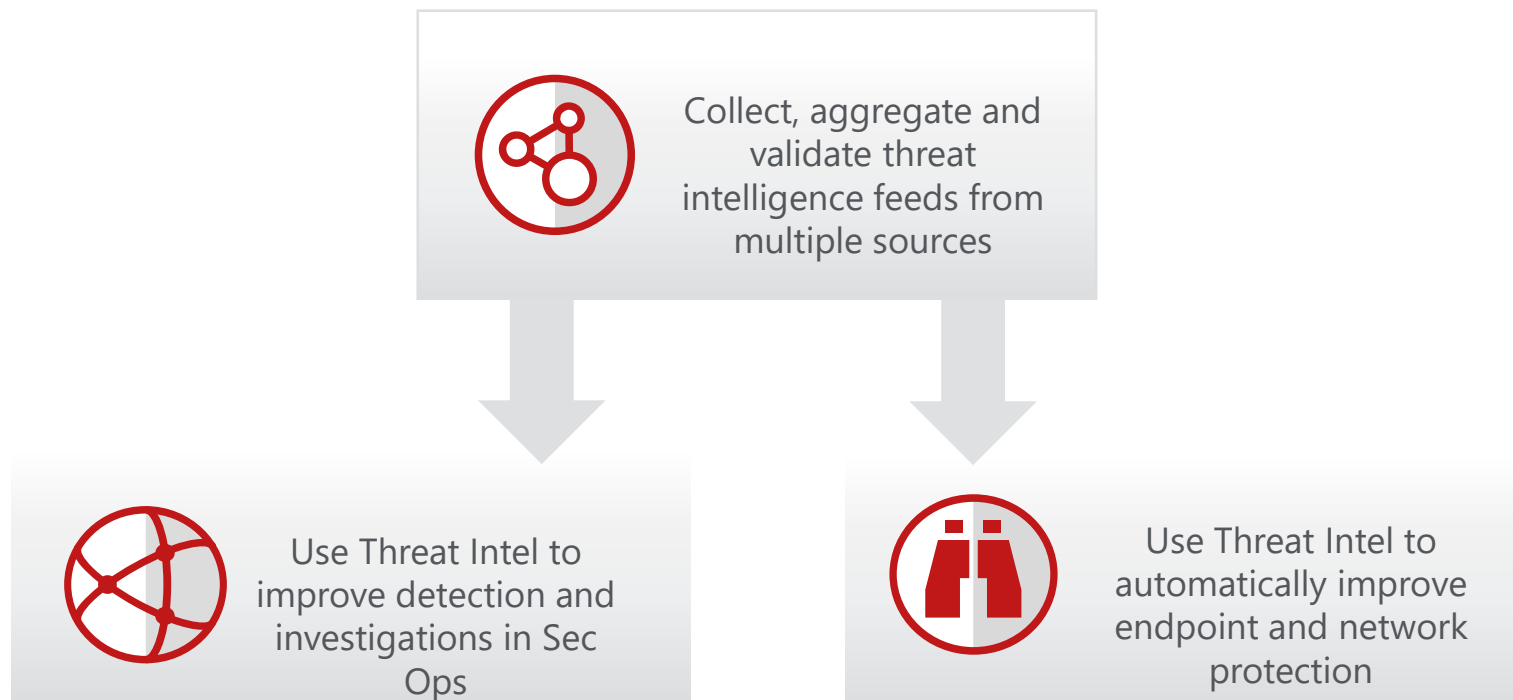 Collect, aggregate and
validate threat
intelligence feeds from
multiple sources
Use Threat Intel to
improve detection and
investigations in Sec
Ops
Use Threat Intel to
automatically improve
endpoint and network
protection